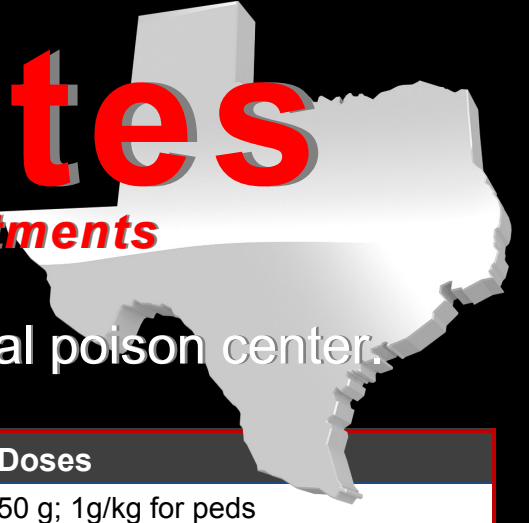 tes
tments
al poison center.
Doses
50 g; 1g/kg for peds